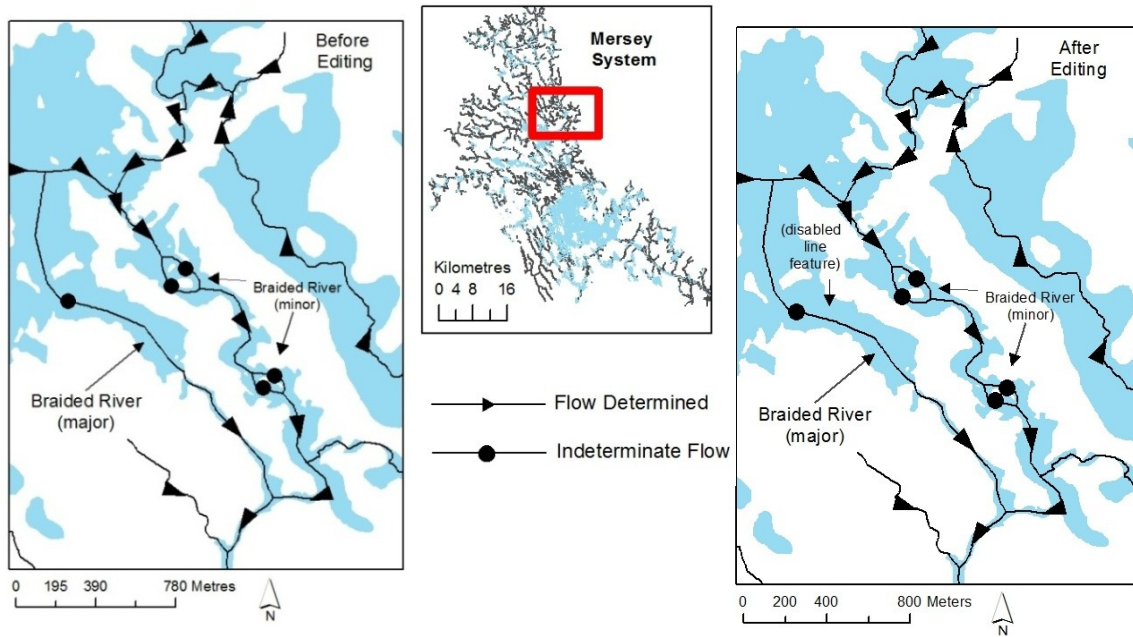 Before
Editing
Braided River
(minor)
Braided River
(major)
0 195 390 780 Metres
N
Mersey
System
Kilometres
0 4 8 16
Flow Determined
Indeterminate Flow
After
Editing
(disabled
line
feature)
Braided River
(minor)
Braided River
(major)
0 200 400 800 Meters
N